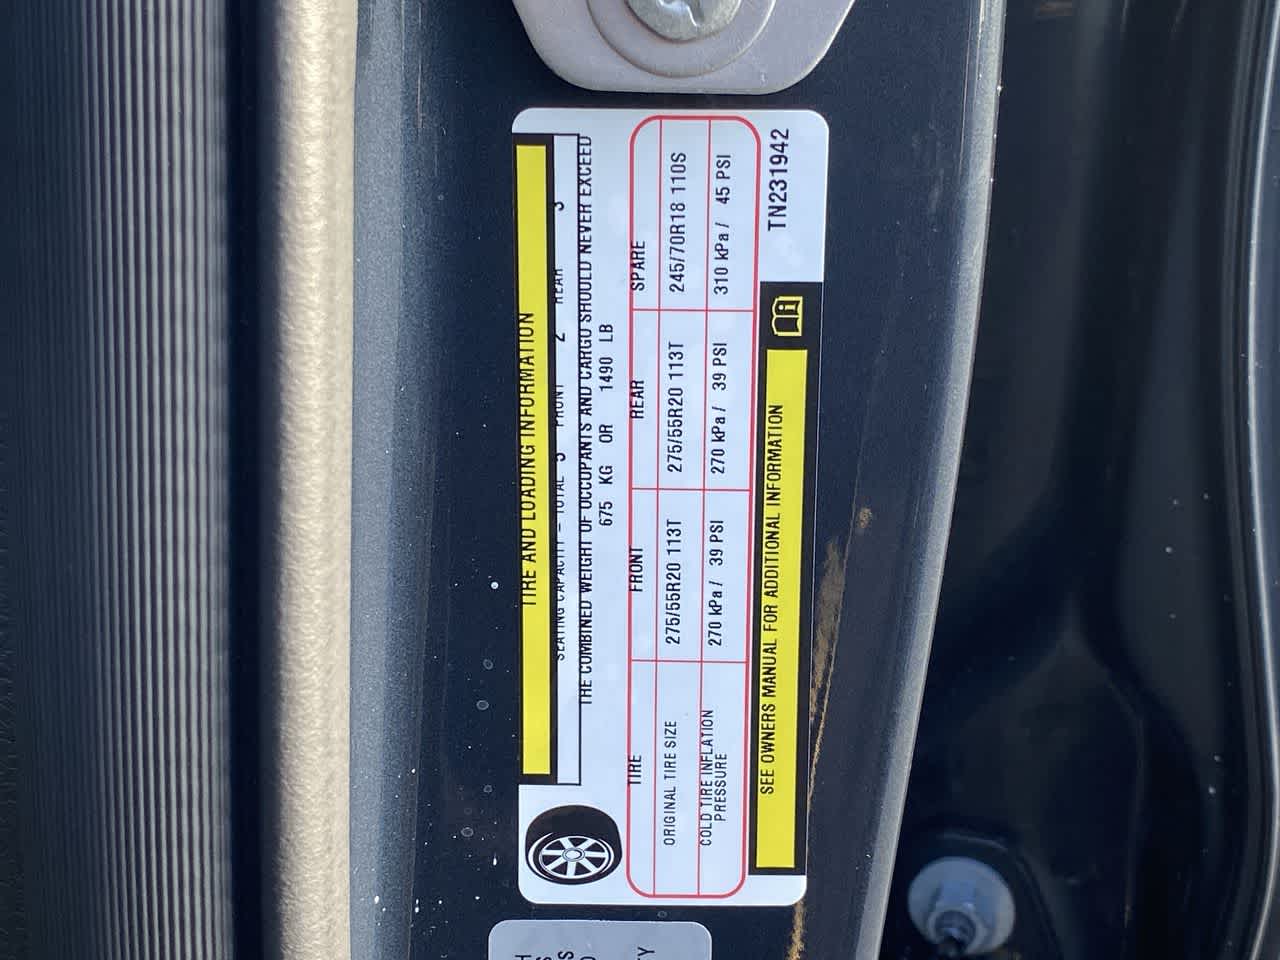 TIRE AND LOADING INFORMATION
SEATING CAPACITY – TOTAL 5 FRONT 2 REAR 3
THE COMBINED WEIGHT OF OCCUPANTS AND CARGO SHOULD NEVER EXCEED
675 KG OR 1490 LB
TIRE FRONT REAR SPARE
ORIGINAL TIRE SIZE 275/55R20 113T 275/55R20 113T 245/70R18 110S
COLD TIRE INFLATION
PRESSURE 270 kPa / 39 PSI 270 kPa / 39 PSI 310 kPa / 45 PSI
SEE OWNERS MANUAL FOR ADDITIONAL INFORMATION
TN231942